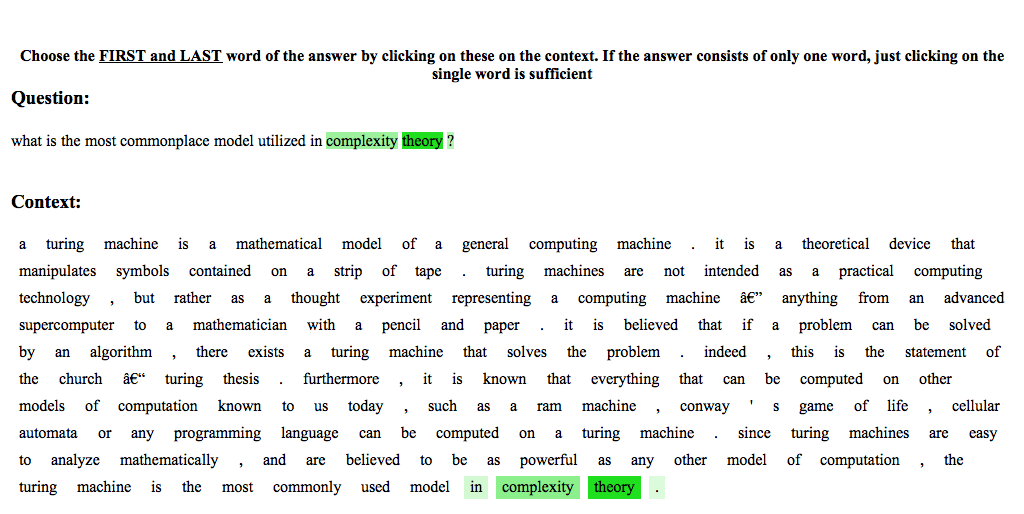 Choose the FIRST and LAST word of the answer by clicking on these on the context. If the answer consists of only one word, just clicking on the
single word is sufficient
Question:
what is the most commonplace model utilized in complexity theory ?
Context:
a turing machine is a mathematical model of a general computing machine . it is a theoretical device that
manipulates symbols contained on a strip of tape . turing machines are not intended as a practical computing
technology , but rather as a thought experiment representing a computing machine â€” anything from an advanced
supercomputer to a mathematician with a pencil and paper . it is believed that if a problem can be solved
by an algorithm , there exists a turing machine that solves the problem . indeed , this is the statement of
the church â€“ turing thesis . furthermore , it is known that everything that can be computed on other
models of computation known to us today , such as a ram machine , conway ' s game of life , cellular
automata or any programming language can be computed on a turing machine . since turing machines are easy
to analyze mathematically , and are believed to be as powerful as any other model of computation , the
turing machine is the most commonly used model in complexity theory .